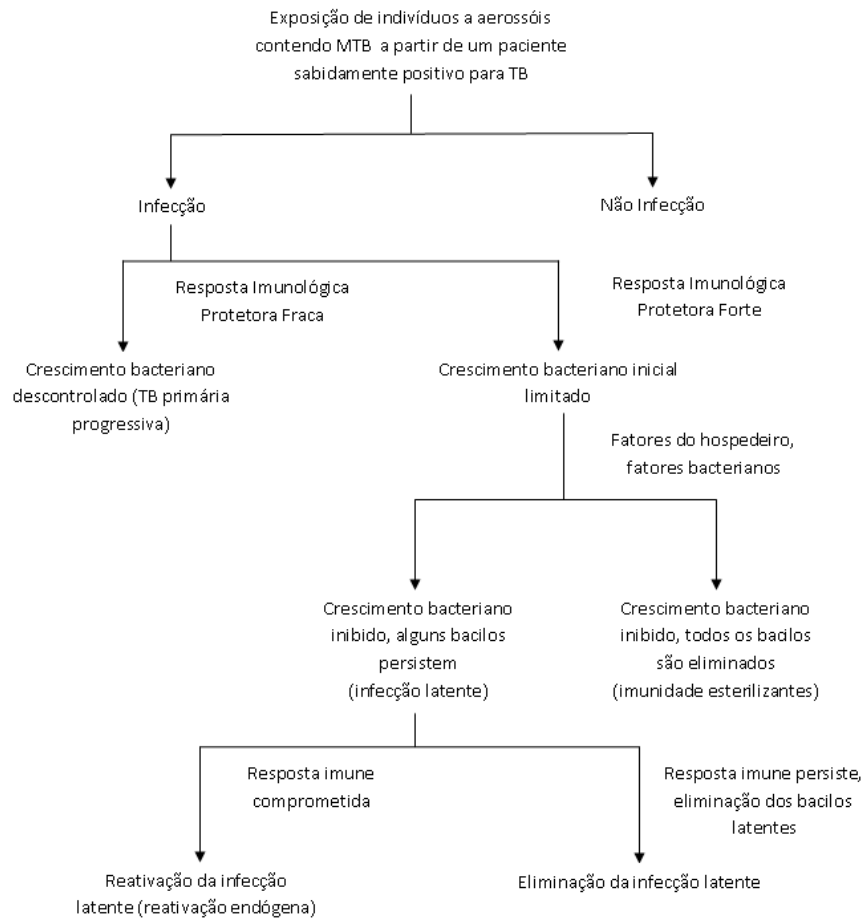 Exposição de indivíduos a aerossóis
contendo MTB a partir de um paciente
sabidamente positivo para TB
Infecção
Não Infecção
Resposta Imunológica
Protetora Fraca
Resposta Imunológica
Protetora Forte
Crescimento bacteriano
descontrolado (TB primária
progressiva)
Crescimento bacteriano inicial
limitado
Fatores do hospedeiro,
fatores bacterianos
Crescimento bacteriano
inibido, alguns bacilos
persistem
(infecção latente)
Crescimento bacteriano
inibido, todos os bacilos
são eliminados
(imunidade esterilizantes)
Resposta imune
comprometida
Resposta imune persiste,
eliminação dos bacilos
latentes
Reativação da infecção
latente (reativação endógena)
Eliminação da infecção latente